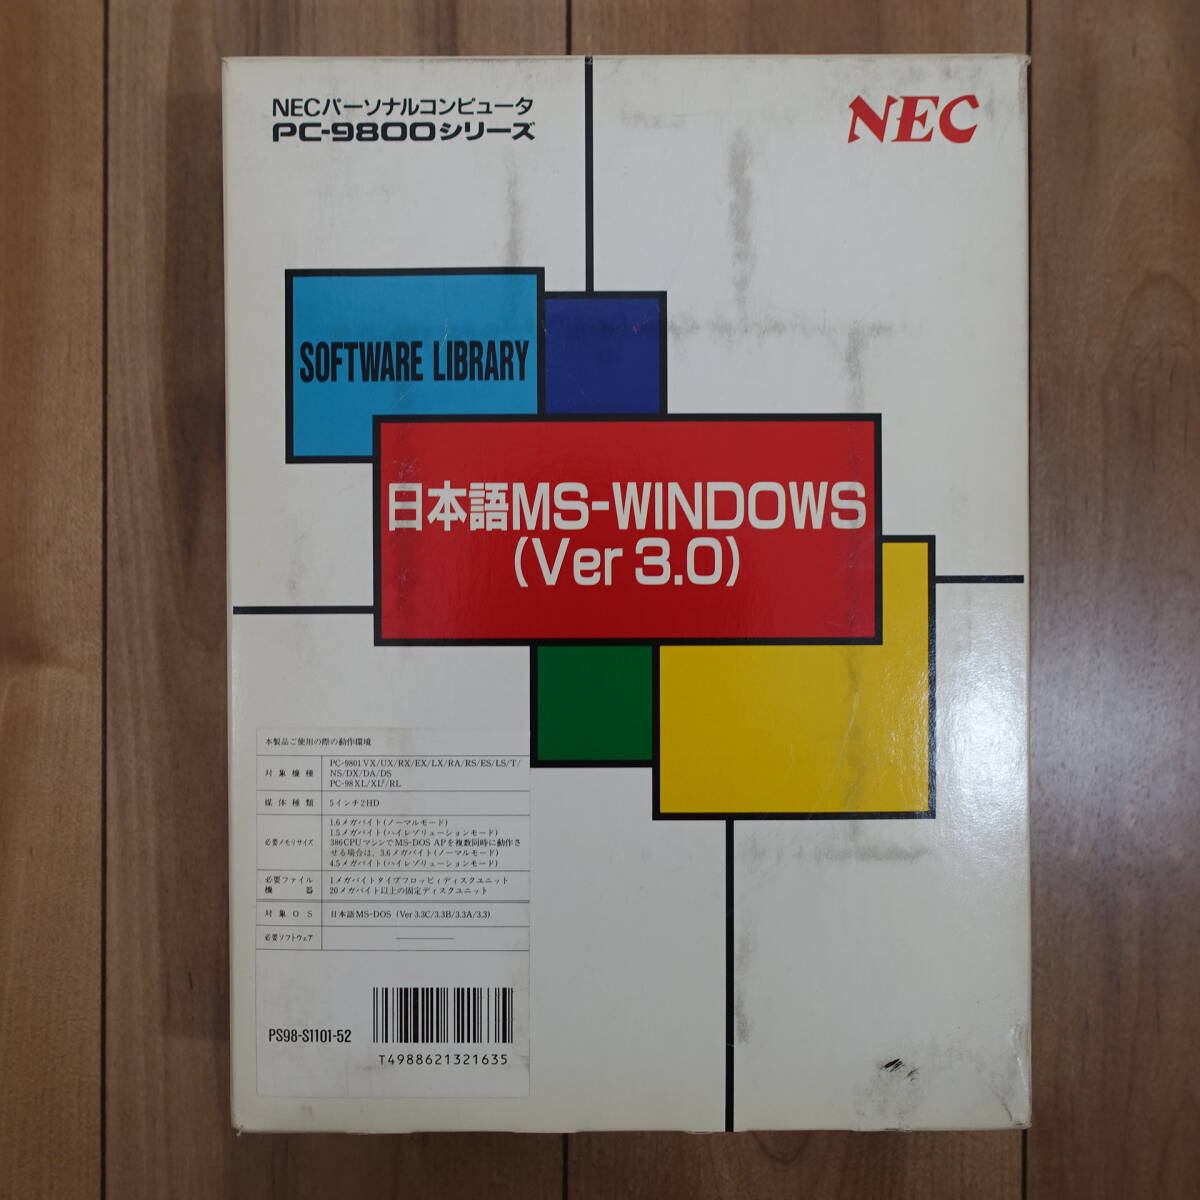 NECパーソナルコンピュータ
PC-9800シリーズ
NEC
SOFTWARE LIBRARY
日本語MS-WINDOWS
(Ver 3.0)
本製品ご使用の際の動作環境
対象機種
PC-9801 VX/UX/RX/EX/LX/RA/RS/ES/LS/T/
NS/DX/DA/DS
PC-98 XL/XL²/RL
媒体種類
5インチ2HD
必要メモリサイズ
1.6メガバイト(ノーマルモード)
1.5メガバイト(ハイレゾリューションモード)
386CPUマシンでMS-DOS APを複数同時に動作さ
せる場合は、3.6メガバイト(ノーマルモード)
4.5メガバイト(ハイレゾリューションモード)
必要ファイル
機器
1メガバイトタイプフロッピィディスクユニット
20メガバイト以上の固定ディスクユニット
対象OS
日本語MS-DOS (Ver 3.3C/3.3B/3.3A/3.3)
必要ソフトウェア
PS98-S1101-52
T4988621321635